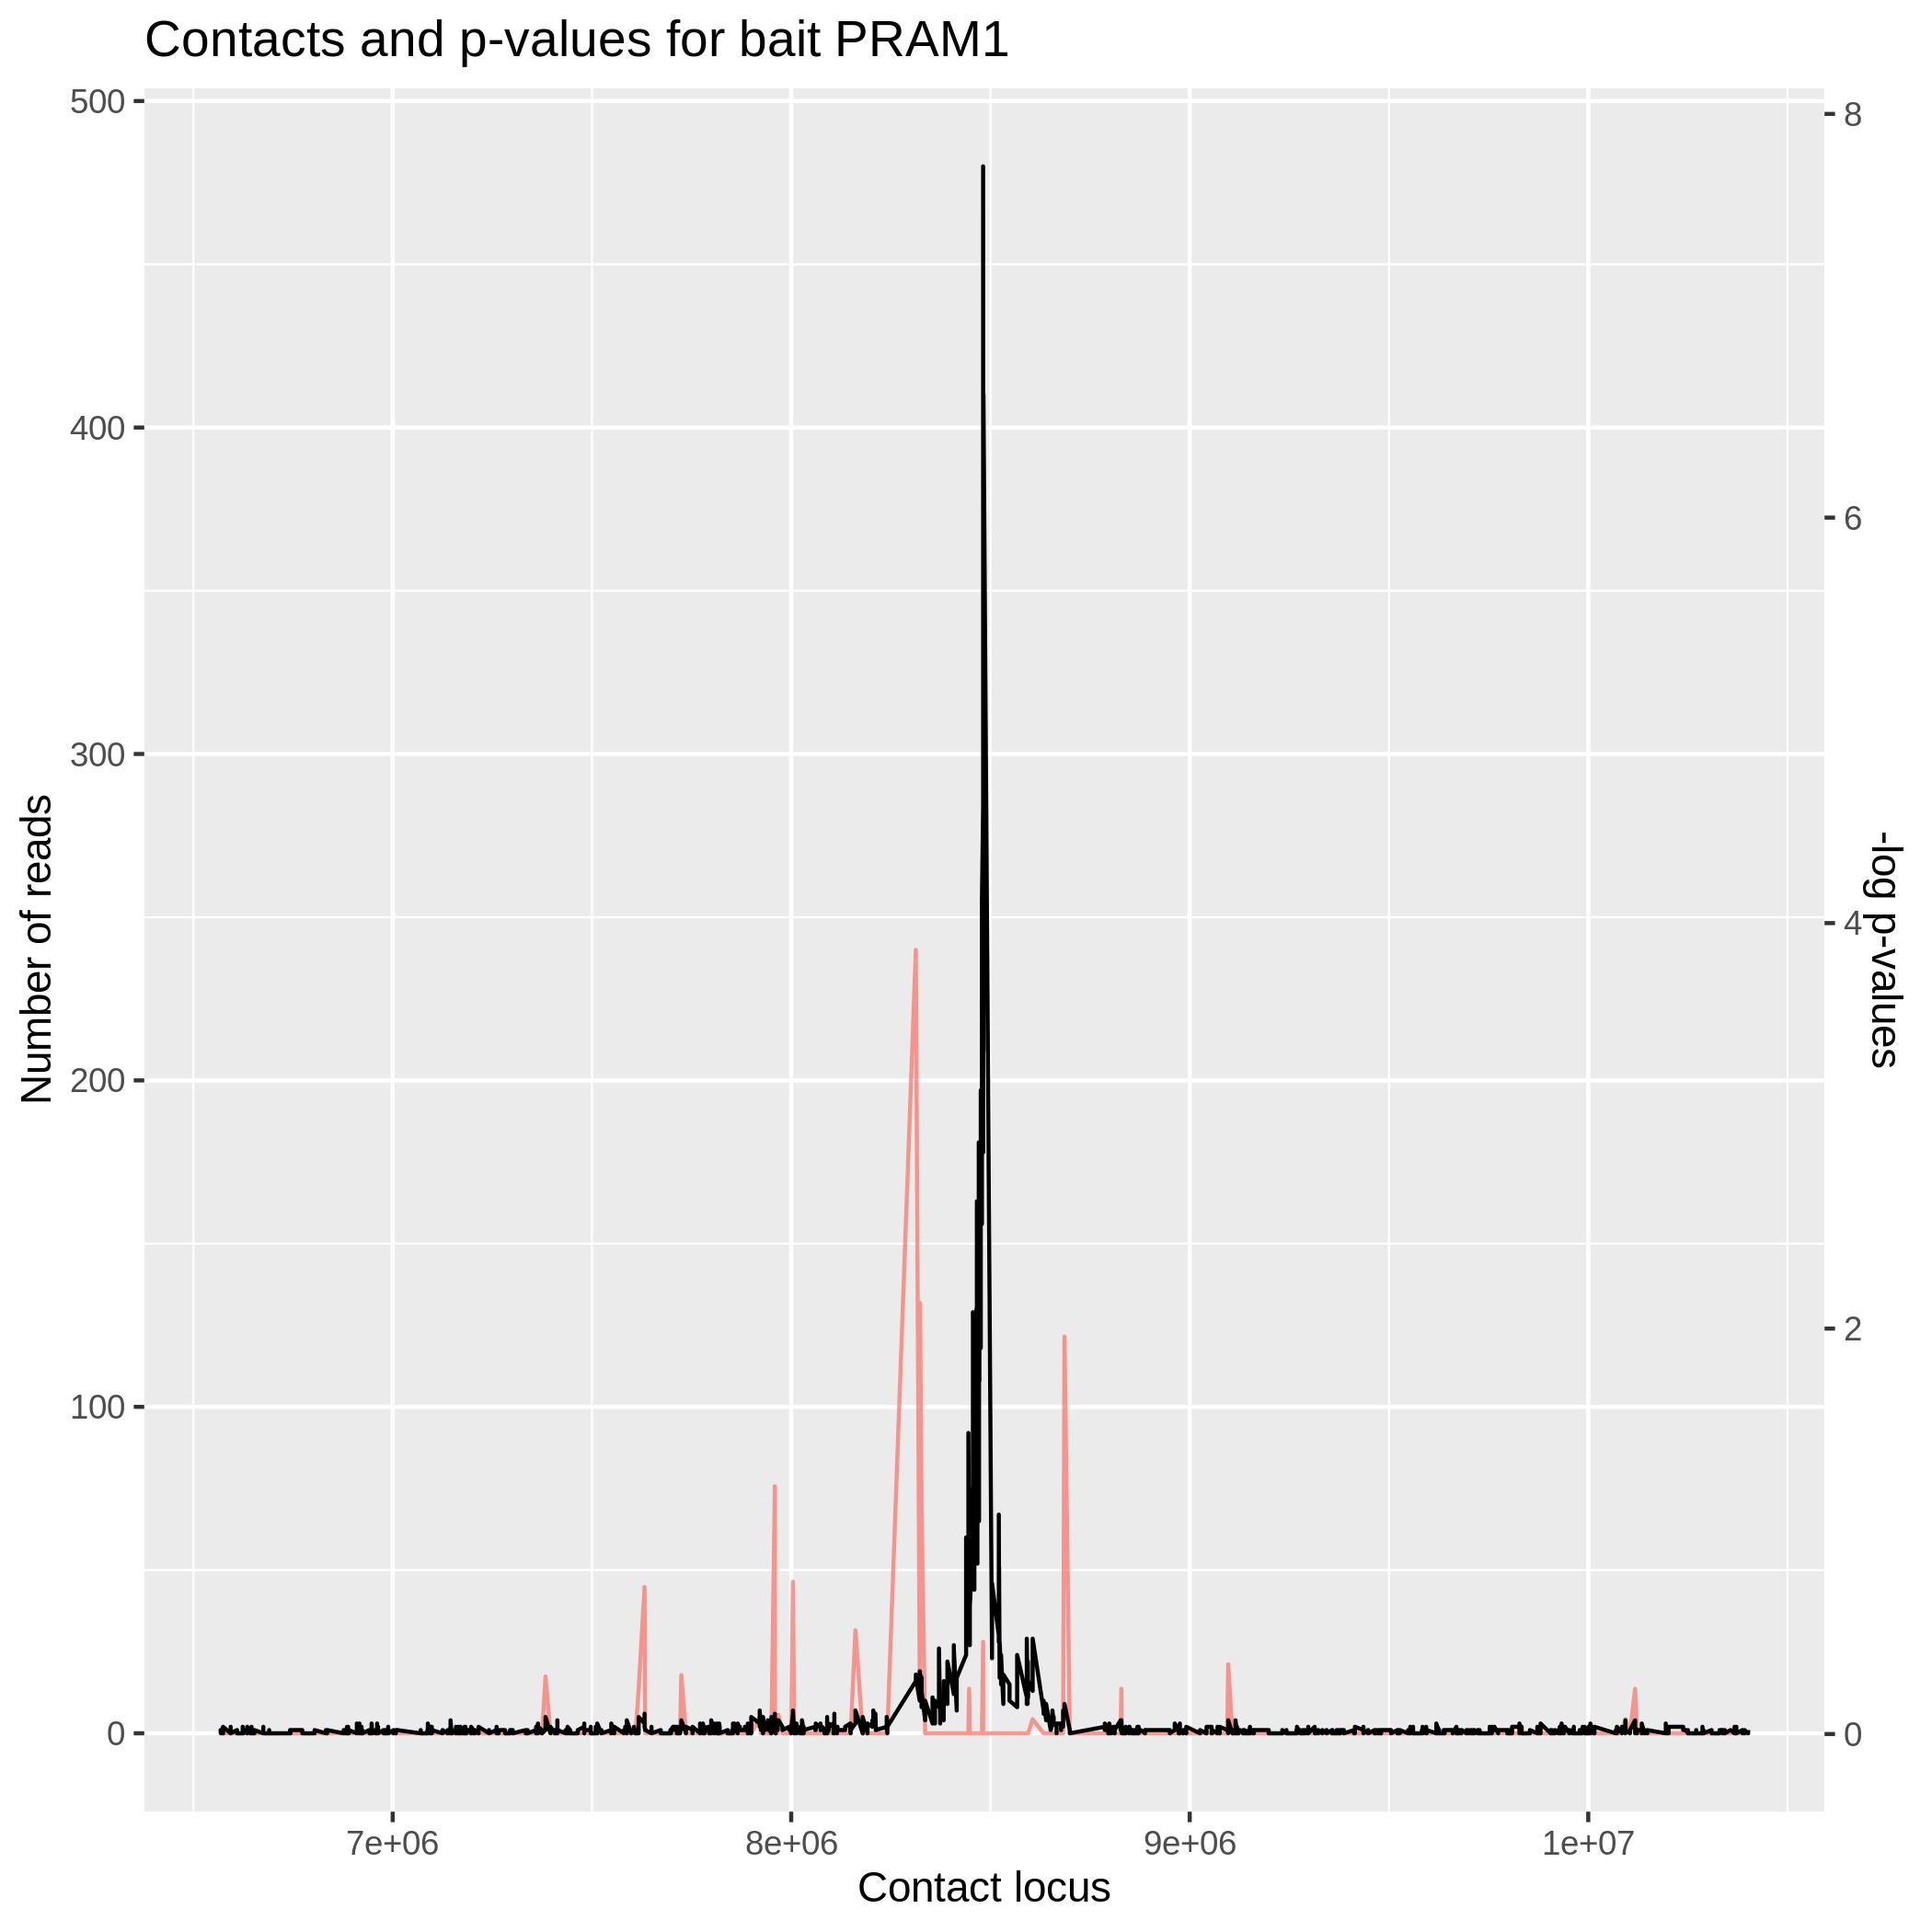 Contacts and p-values for bait PRAM1
500
400
300
200
100
0
Number of reads
8
6
4
2
0
-log p-values
7e+06
8e+06
9e+06
1e+07
Contact locus